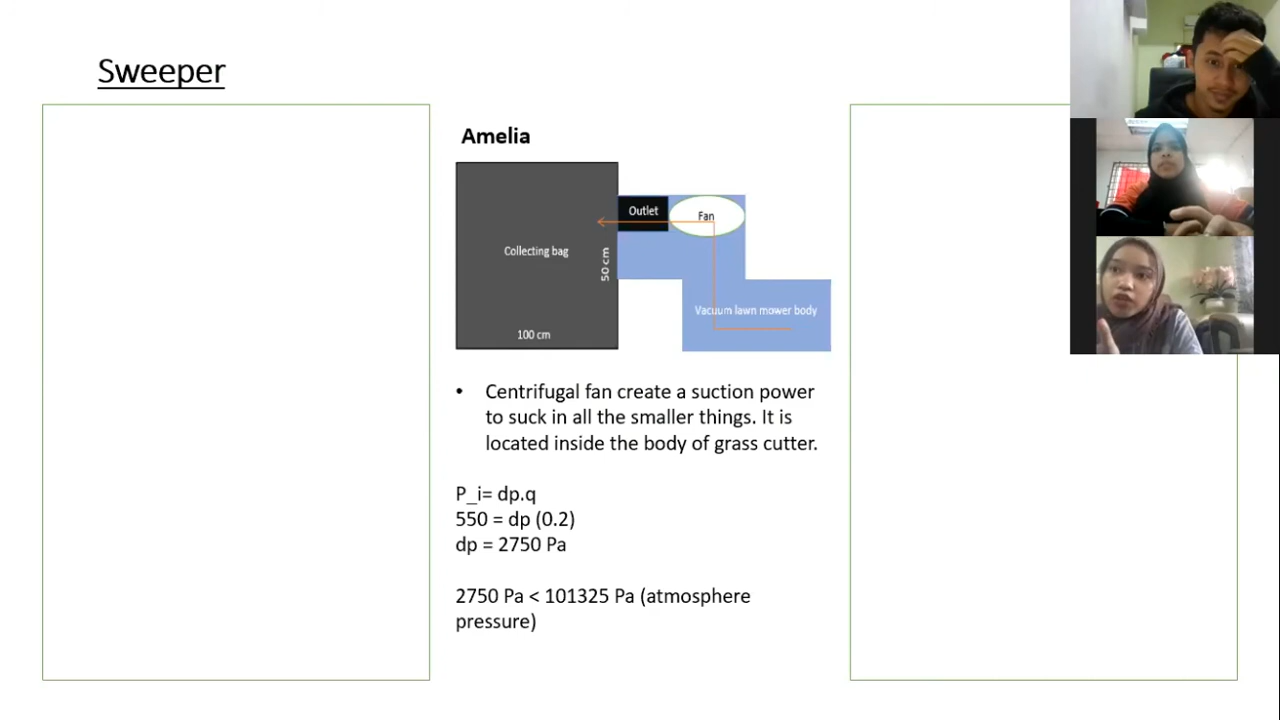 Sweeper
Amelia
Outlet
Fan
Collecting bag
50 cm
Vacuum lawn mower body
100 cm
• Centrifugal fan create a suction power
to suck in all the smaller things. It is
located inside the body of grass cutter.
P_i= dp.q
550 = dp (0.2)
dp = 2750 Pa
2750 Pa < 101325 Pa (atmosphere
pressure)